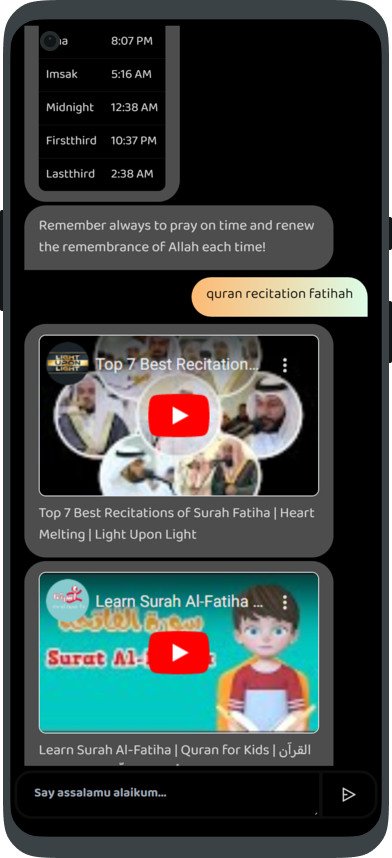 8:07 PM
Imsak 5:16 AM
Midnight 12:38 AM
Firstthird 10:37 PM
Lastthird 2:38 AM
Remember always to pray on time and renew
the remembrance of Allah each time!
quran recitation fatihah
LIGHT UPON LIGHT
Top 7 Best Recitation...
Top 7 Best Recitations of Surah Fatiha | Heart
Melting | Light Upon Light
Learn Surah Al-Fatiha ...
سورة الفاتحة
Surat Al-
Learn Surah Al-Fatiha | Quran for Kids | القرآن
Say assalamu alaikum...